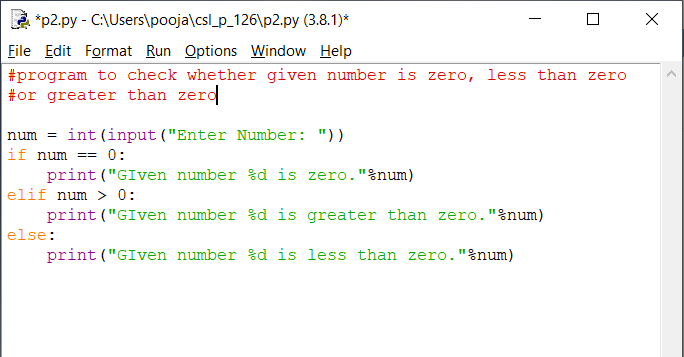 *p2.py - C:\Users\pooja\csl_p_126\p2.py (3.8.1)*
File Edit Format Run Options Window Help
#program to check whether given number is zero, less than zero
#or greater than zero
num = int(input("Enter Number: "))
if num == 0:
    print("GIven number %d is zero."%num)
elif num > 0:
    print("GIven number %d is greater than zero."%num)
else:
    print("GIven number %d is less than zero."%num)